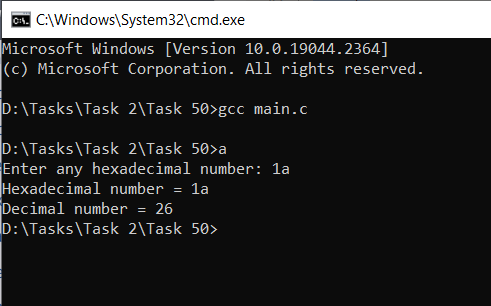 C:\Windows\System32\cmd.exe
Microsoft Windows [Version 10.0.19044.2364]
(c) Microsoft Corporation. All rights reserved.
D:\Tasks\Task 2\Task 50>gcc main.c
D:\Tasks\Task 2\Task 50>a
Enter any hexadecimal number: 1a
Hexadecimal number = 1a
Decimal number = 26
D:\Tasks\Task 2\Task 50>